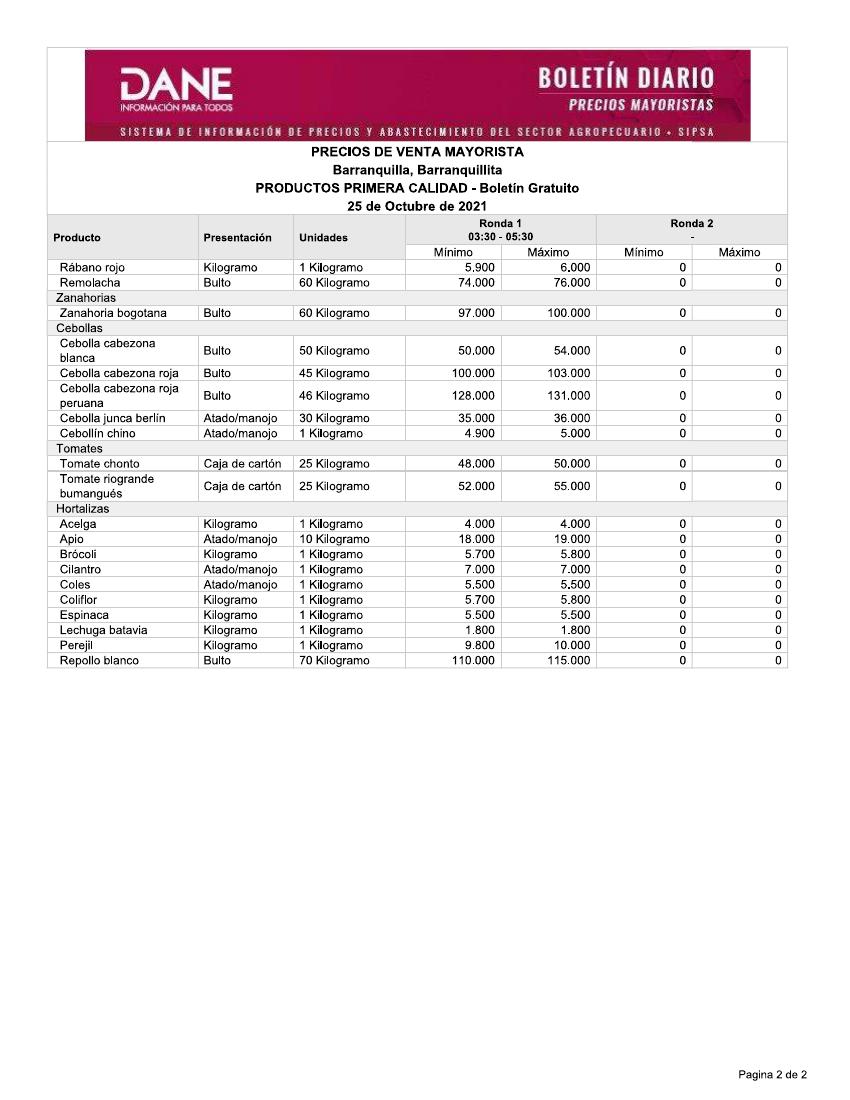 DANE
INFORMACIÓN PARA TODOS
BOLETÍN DIARIO
PRECIOS MAYORISTAS
SISTEMA DE INFORMACIÓN DE PRECIOS Y ABASTECIMIENTO DEL SECTOR AGROPECUARIO • SIPSA
PRECIOS DE VENTA MAYORISTA
Barranquilla, Barranquillita
PRODUCTOS PRIMERA CALIDAD - Boletín Gratuito
25 de Octubre de 2021
Producto Presentación Unidades Ronda 1 Ronda 2
03:30 - 05:30 -
Mínimo Máximo Mínimo Máximo
Rábano rojo Kilogramo 1 Kilogramo 5.900 6.000 0 0
Remolacha Bulto 60 Kilogramo 74.000 76.000 0 0
Zanahorias
Zanahoria bogotana Bulto 60 Kilogramo 97.000 100.000 0 0
Cebollas
Cebolla cabezona
blanca Bulto 50 Kilogramo 50.000 54.000 0 0
Cebolla cabezona roja Bulto 45 Kilogramo 100.000 103.000 0 0
Cebolla cabezona roja
peruana Bulto 46 Kilogramo 128.000 131.000 0 0
Cebolla junca berlín Atado/manojo 30 Kilogramo 35.000 36.000 0 0
Cebollín chino Atado/manojo 1 Kilogramo 4.900 5.000 0 0
Tomates
Tomate chonto Caja de cartón 25 Kilogramo 48.000 50.000 0 0
Tomate riogrande
bumangués Caja de cartón 25 Kilogramo 52.000 55.000 0 0
Hortalizas
Acelga Kilogramo 1 Kilogramo 4.000 4.000 0 0
Apio Atado/manojo 10 Kilogramo 18.000 19.000 0 0
Brócoli Kilogramo 1 Kilogramo 5.700 5.800 0 0
Cilantro Atado/manojo 1 Kilogramo 7.000 7.000 0 0
Coles Atado/manojo 1 Kilogramo 5.500 5.500 0 0
Coliflor Kilogramo 1 Kilogramo 5.700 5.800 0 0
Espinaca Kilogramo 1 Kilogramo 5.500 5.500 0 0
Lechuga batavia Kilogramo 1 Kilogramo 1.800 1.800 0 0
Perejil Kilogramo 1 Kilogramo 9.800 10.000 0 0
Repollo blanco Bulto 70 Kilogramo 110.000 115.000 0 0
Pagina 2 de 2